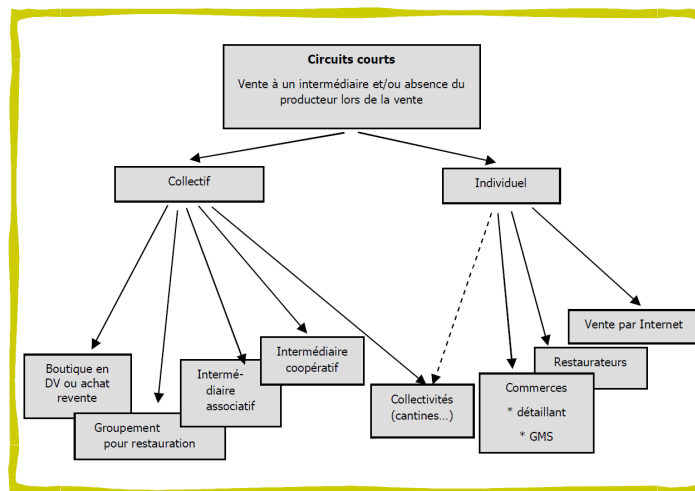 Circuits courts
Vente à un intermédiaire et/ou absence du
producteur lors de la vente
Collectif
Individuel
Boutique en
DV ou achat
revente
Groupement
pour restauration
Intermé-
diaire
associatif
Intermédiaire
coopératif
Collectivités
(cantines...)
Commerces
* détaillant
* GMS
Restaurateurs
Vente par Internet